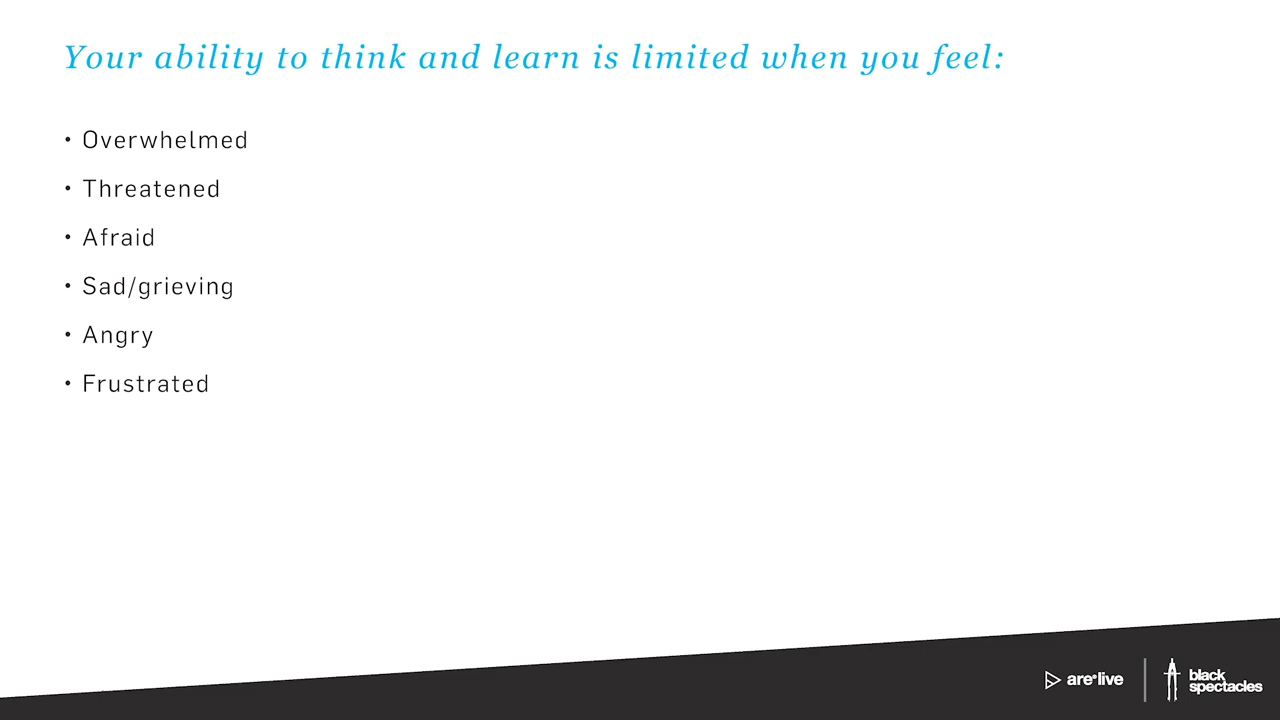 Your ability to think and learn is limited when you feel:
• Overwhelmed
• Threatened
• Afraid
• Sad/grieving
• Angry
• Frustrated
are•live
black
spectacles